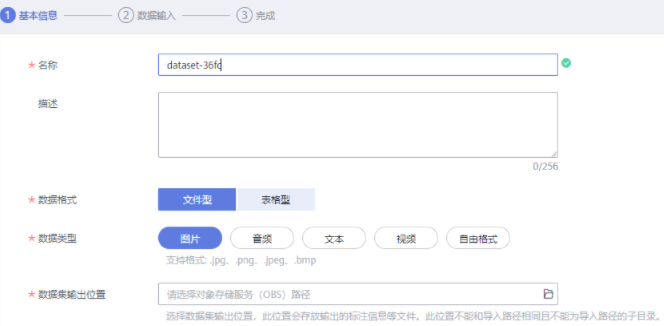 1 基本信息 2 数据输入 3 完成
* 名称 dataset-36fc
描述
0/256
* 数据格式 文件型 表格型
* 数据类型 图片 音频 文本 视频 自由格式
支持格式: .jpg、.png、.jpeg、.bmp
* 数据集输出位置 请选择对象存储服务（OBS）路径
选择数据集输出位置，此位置会存放输出的标注信息等文件。此位置不能和导入路径相同且不能为导入路径的子目录。